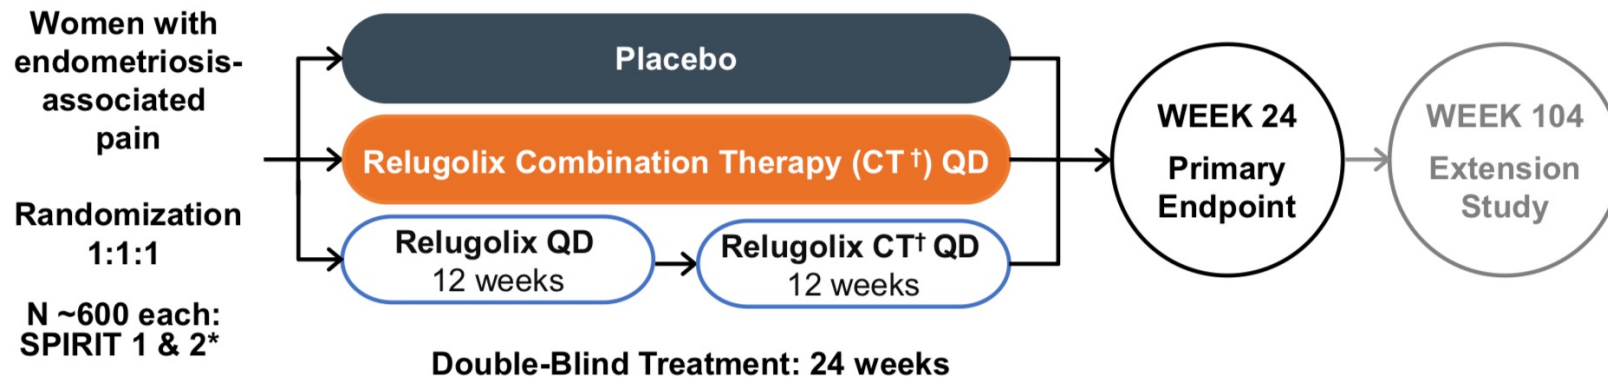 Women with
endometriosis-
associated
pain
Randomization
1:1:1
N ~600 each:
SPIRIT 1 & 2*
Placebo
Relugolix Combination Therapy (CT†) QD
Relugolix QD
12 weeks
Relugolix CT† QD
12 weeks
Double-Blind Treatment: 24 weeks
WEEK 24
Primary
Endpoint
WEEK 104
Extension
Study